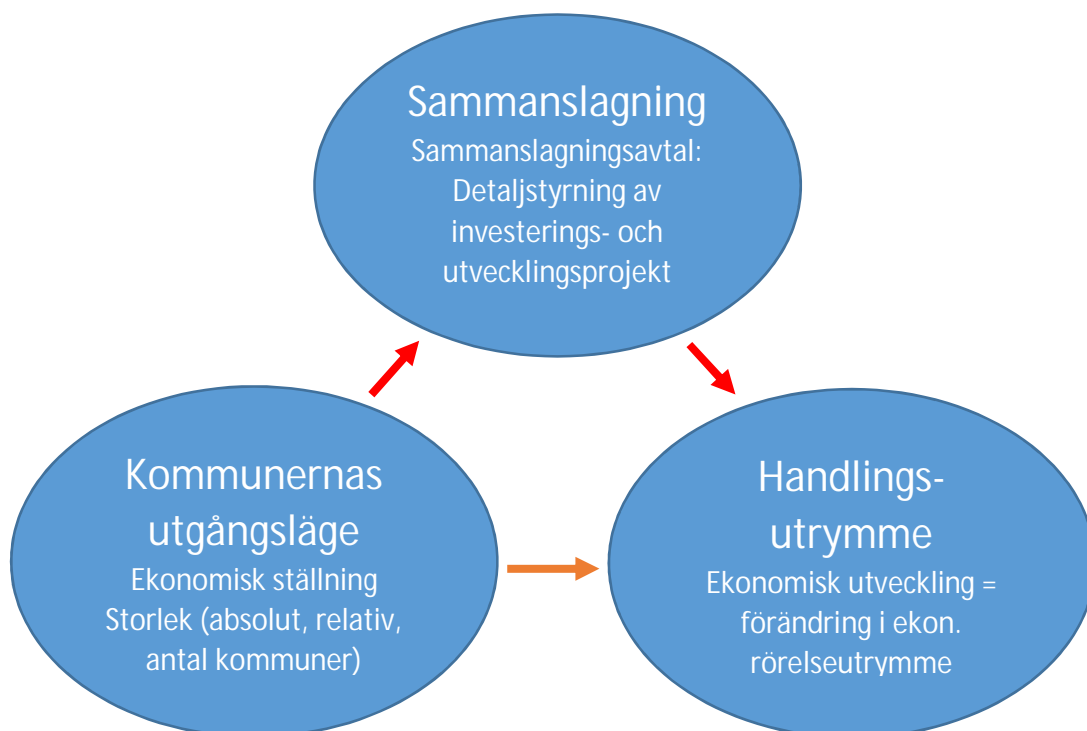 Sammanslagning
Sammanslagningsavtal:
Detaljstyrning av
investerings- och
utvecklingsprojekt
Kommunernas
utgångsläge
Ekonomisk ställning
Storlek (absolut, relativ,
antal kommuner)
Handlings-
utrymme
Ekonomisk utveckling =
förändring i ekon.
rörelseutrymme